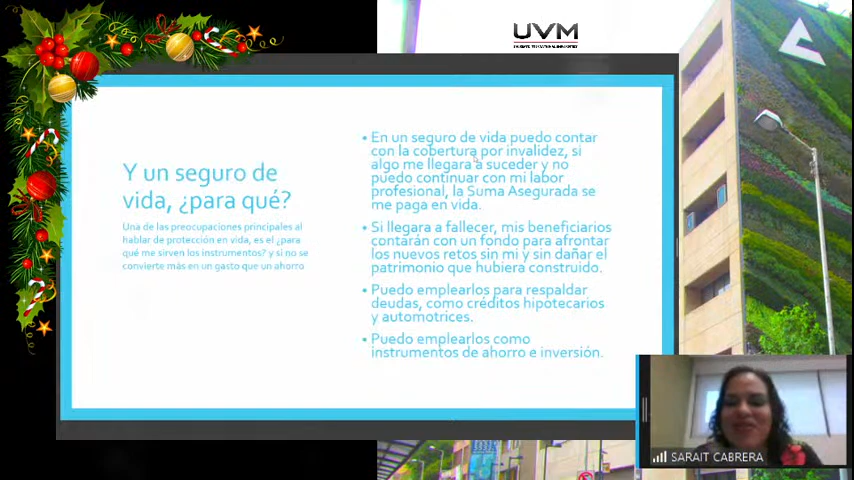 UVM
Y un seguro de
vida, ¿para qué?
Una de las preocupaciones principales al
hablar de protección en vida, es el ¿para
qué me sirven los instrumentos? y si no se
convierte más en un gasto que un ahorro
• En un seguro de vida puedo contar
con la cobertura por invalidez, si
algo me llegara a suceder y no
puedo continuar con mi labor
profesional, la Suma Asegurada se
me paga en vida.
• Si llegara a fallecer, mis beneficiarios
contarán con un fondo para afrontar
los nuevos retos sin mi y sin dañar el
patrimonio que hubiera construido.
• Puedo emplearlos para respaldar
deudas, como créditos hipotecarios
y automotrices.
• Puedo emplearlos como
instrumentos de ahorro e inversión.
SARAIT CABRERA